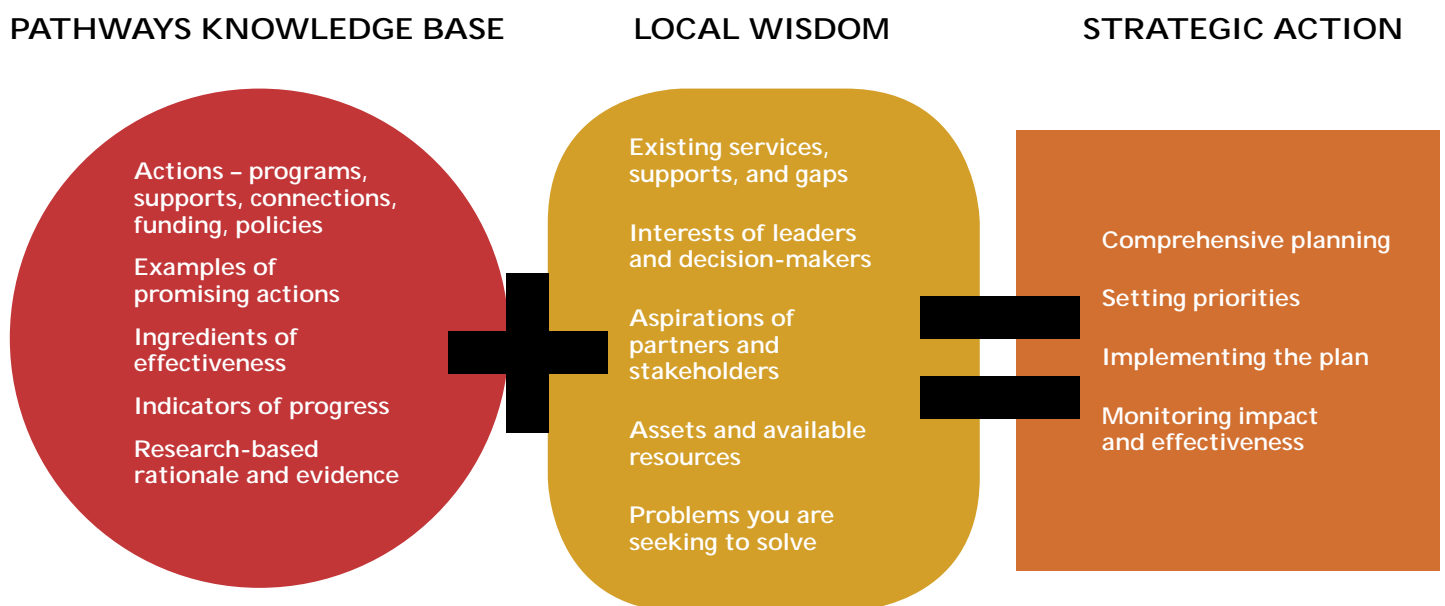 PATHWAYS KNOWLEDGE BASE
Actions – programs,
supports, connections,
funding, policies
Examples of
promising actions
Ingredients of
effectiveness
Indicators of progress
Research-based
rationale and evidence
LOCAL WISDOM
Existing services,
supports, and gaps
Interests of leaders
and decision-makers
Aspirations of
partners and
stakeholders
Assets and available
resources
Problems you are
seeking to solve
STRATEGIC ACTION
Comprehensive planning
Setting priorities
Implementing the plan
Monitoring impact
and effectiveness